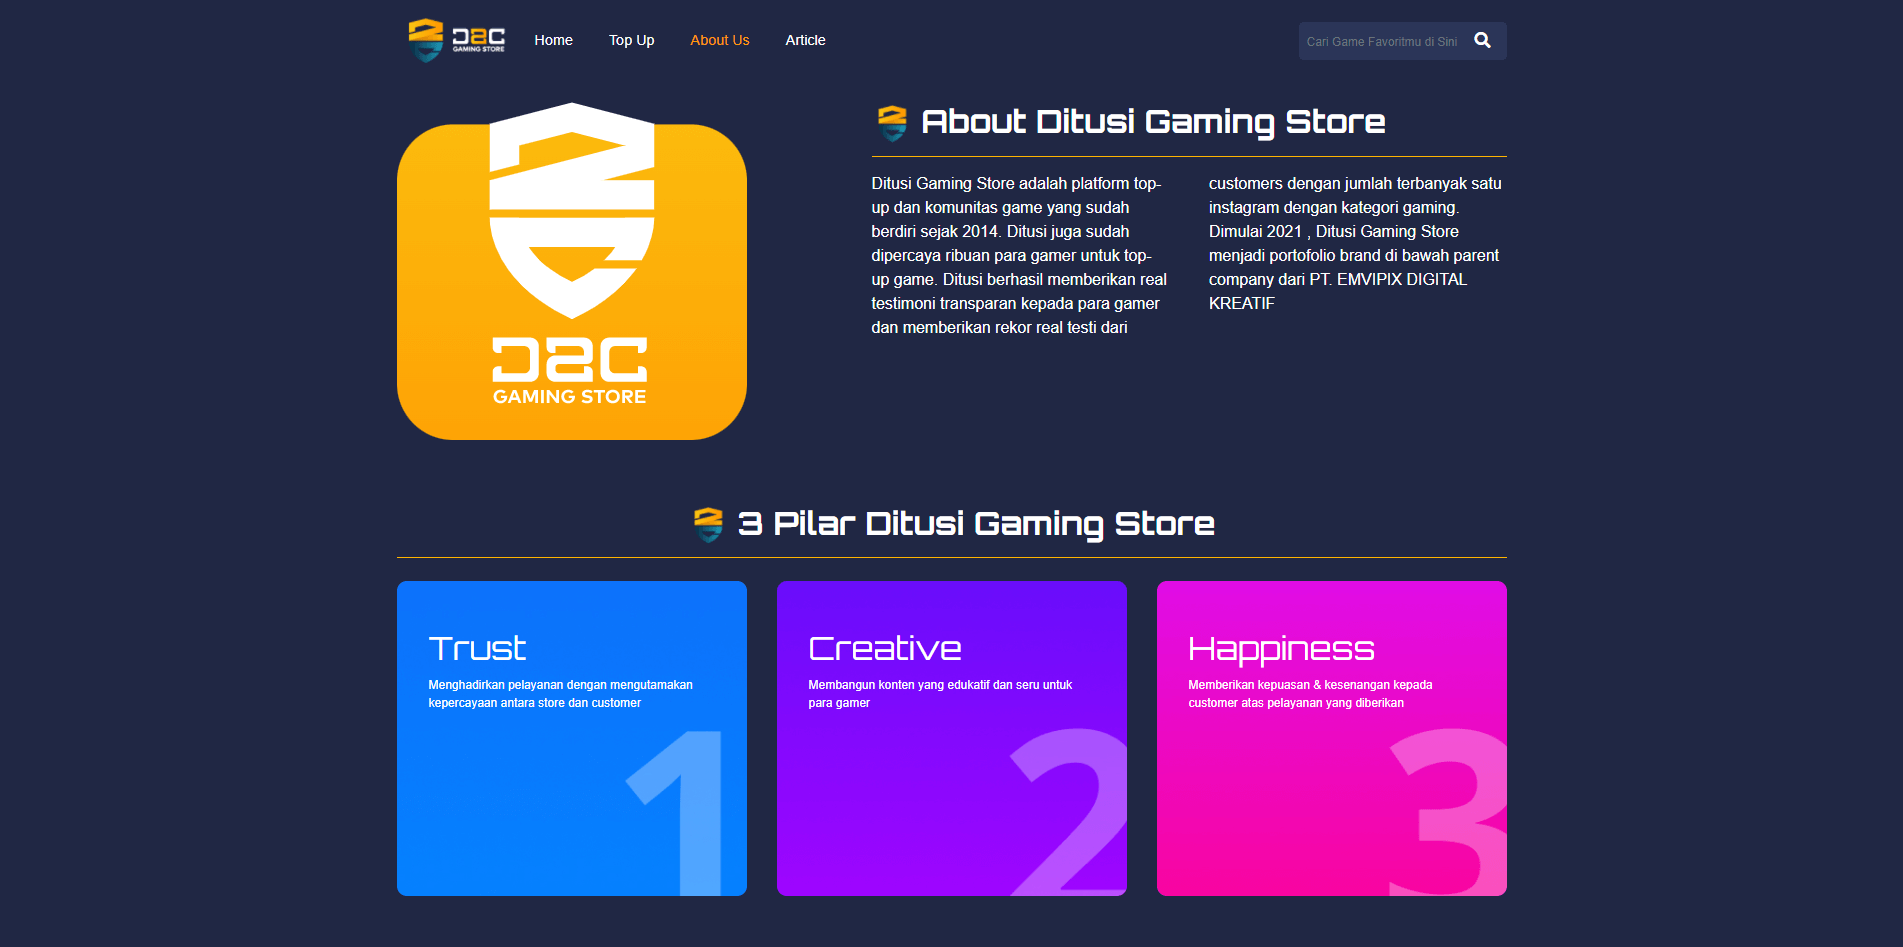 D2C
GAMING STORE
Home
Top Up
About Us
Article
Cari Game Favoritmu di Sini
D2C
GAMING STORE
About Ditusi Gaming Store
Ditusi Gaming Store adalah platform top-
up dan komunitas game yang sudah
berdiri sejak 2014. Ditusi juga sudah
dipercaya ribuan para gamer untuk top-
up game. Ditusi berhasil memberikan real
testimoni transparan kepada para gamer
dan memberikan rekor real testi dari
customers dengan jumlah terbanyak satu
instagram dengan kategori gaming.
Dimulai 2021 , Ditusi Gaming Store
menjadi portofolio brand di bawah parent
company dari PT. EMVIPIX DIGITAL
KREATIF
3 Pilar Ditusi Gaming Store
Trust
Menghadirkan pelayanan dengan mengutamakan
kepercayaan antara store dan customer
1
Creative
Membangun konten yang edukatif dan seru untuk
para gamer
2
Happiness
Memberikan kepuasan & kesenangan kepada
customer atas pelayanan yang diberikan
3